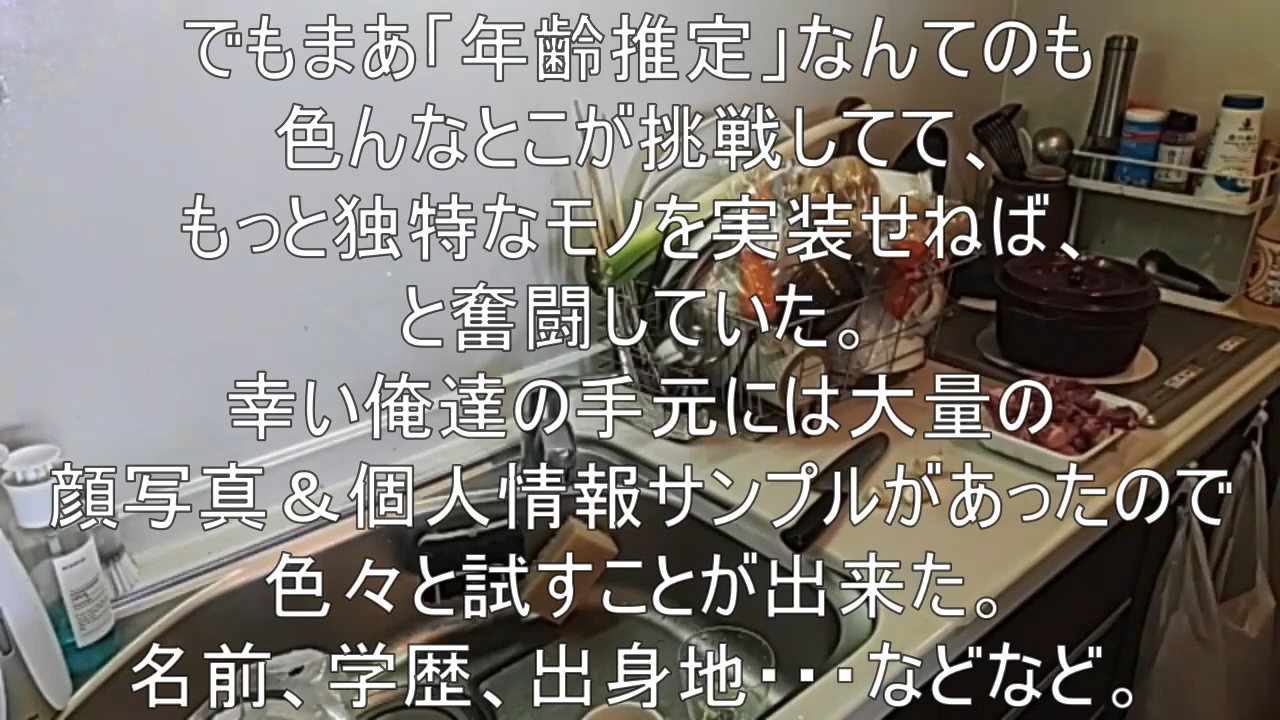 でもまあ「年齢推定」なんてのも
色んなとこが挑戦してて、
もっと独特なモノを実装せねば、
と奮闘していた。
幸い俺達の手元には大量の
顔写真＆個人情報サンプルがあったので
色々と試すことが出来た。
名前、学歴、出身地・・・などなど。